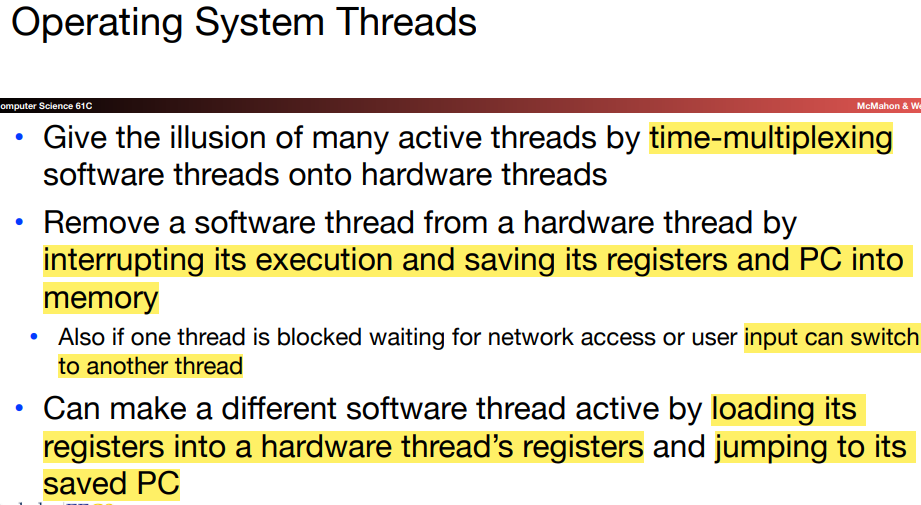 Operating System Threads
omputer Science 61C
McMahon & We
• Give the illusion of many active threads by time-multiplexing
software threads onto hardware threads
• Remove a software thread from a hardware thread by
interrupting its execution and saving its registers and PC into
memory
• Also if one thread is blocked waiting for network access or user input can switch
to another thread
• Can make a different software thread active by loading its
registers into a hardware thread’s registers and jumping to its
saved PC